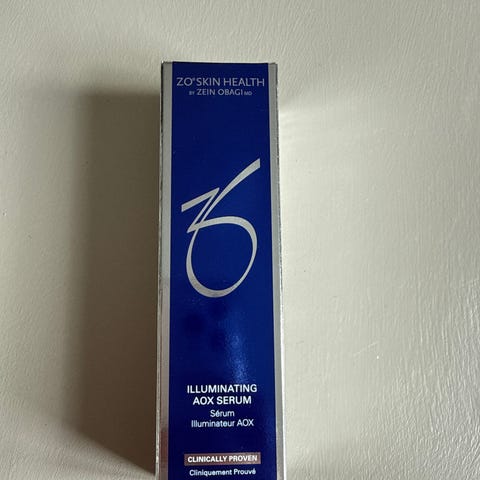 ZO® SKIN HEALTH
BY ZEIN OBAGI MD
ILLUMINATING
AOX SERUM
Sérum
Illuminateur AOX
CLINICALLY PROVEN
Cliniquement Prouvé